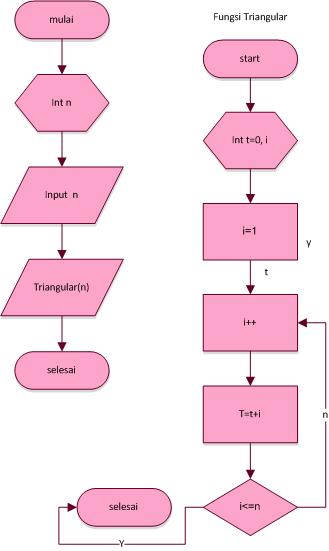 mulai
Int n
Input n
Triangular(n)
selesai
Fungsi Triangular
start
Int t=0, i
i=1
y
t
i++
T=t+i
n
i<=n
selesai
Y